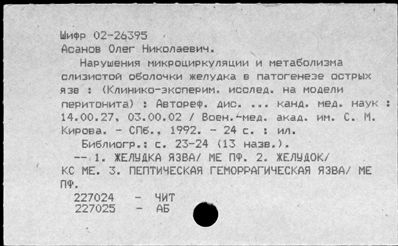 Шифр 02-26395
Асанов Олег Николаевич.
Нарушения микроциркуляции и метаболизма
слизистой оболочки желудка в патогенезе острых
язв : (Клинико-эксперим. исслед. на модели
перитонита) : Автореф. дис. ... канд. мед. наук :
14.00.27, 03.00.02 / Воен.-мед. акад. им. С. М.
Кирова. - СПб., 1992. - 24 с. : ил.
Библиогр.: с. 23-24 (13 назв.).
-- 1. ЖЕЛУДКА ЯЗВА/ МЕ ПФ. 2. ЖЕЛУДОК/
КС МЕ. 3. ПЕПТИЧЕСКАЯ ГЕМОРРАГИЧЕСКАЯ ЯЗВА/ МЕ
ПФ.
227024 - ЧИТ
227025 - АБ